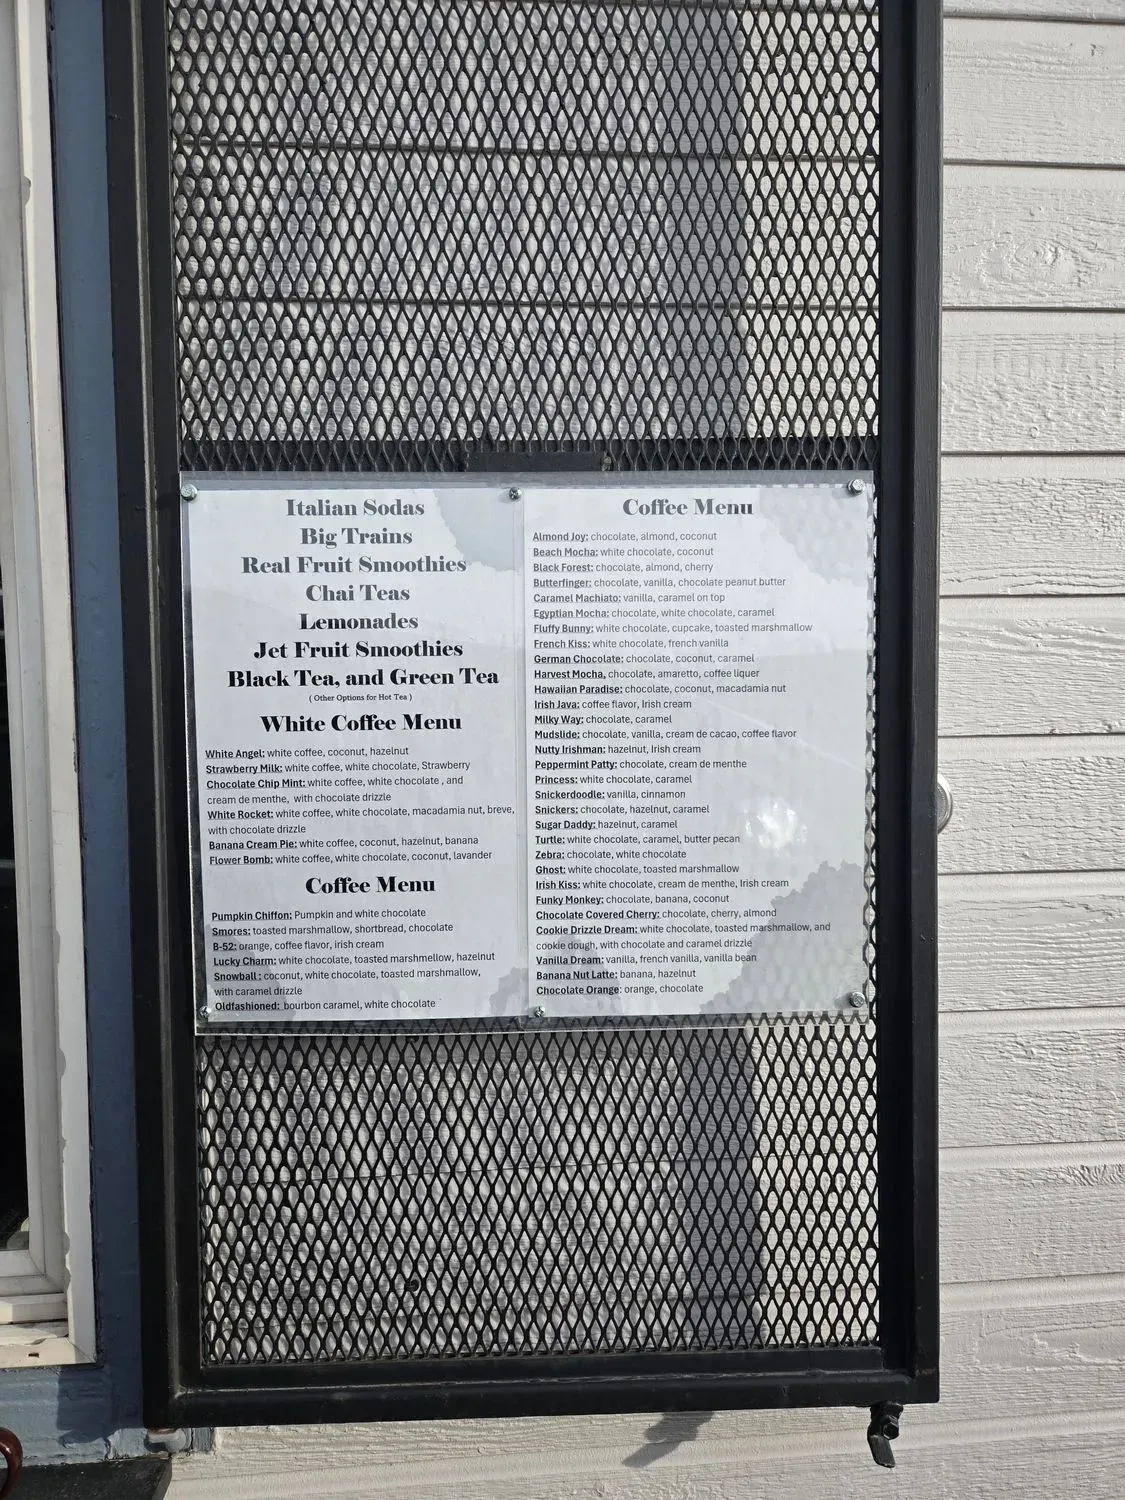 Italian Sodas
Big Trains
Real Fruit Smoothies
Chai Teas
Lemonades
Jet Fruit Smoothies
Black Tea, and Green Tea
( Other Options for Hot Tea )
White Coffee Menu
White Angel: white coffee, coconut, hazelnut
Strawberry Milk: white coffee, white chocolate, Strawberry
Chocolate Chip Mint: white coffee, white chocolate , and
cream de menthe, with chocolate drizzle
White Rocket: white coffee, white chocolate, macadamia nut, breve,
with chocolate drizzle
Banana Cream Pie: white coffee, coconut, hazelnut, banana
Flower Bomb: white coffee, white chocolate, coconut, lavander
Coffee Menu
Pumpkin Chiffon: Pumpkin and white chocolate
Smores: toasted marshmallow, shortbread, chocolate
B-52: orange, coffee flavor, irish cream
Lucky Charm: white chocolate, toasted marshmellow, hazelnut
Snowball : coconut, white chocolate, toasted marshmallow,
with caramel drizzle
Oldfashioned: bourbon caramel, white chocolate
Coffee Menu
Almond Joy: chocolate, almond, coconut
Beach Mocha: white chocolate, coconut
Black Forest: chocolate, almond, cherry
Butterfinger: chocolate, vanilla, chocolate peanut butter
Caramel Machiato: vanilla, caramel on top
Egyptian Mocha: chocolate, white chocolate, caramel
Fluffy Bunny: white chocolate, cupcake, toasted marshmallow
French Kiss: white chocolate, french vanilla
German Chocolate: chocolate, coconut, caramel
Harvest Mocha, chocolate, amaretto, coffee liquer
Hawaiian Paradise: chocolate, coconut, macadamia nut
Irish Java: coffee flavor, Irish cream
Milky Way: chocolate, caramel
Mudslide: chocolate, vanilla, cream de cacao, coffee flavor
Nutty Irishman: hazelnut, Irish cream
Peppermint Patty: chocolate, cream de menthe
Princess: white chocolate, caramel
Snickerdoodle: vanilla, cinnamon
Snickers: chocolate, hazelnut, caramel
Sugar Daddy: hazelnut, caramel
Turtle: white chocolate, caramel, butter pecan
Zebra: chocolate, white chocolate
Ghost: white chocolate, toasted marshmallow
Irish Kiss: white chocolate, cream de menthe, Irish cream
Funky Monkey: chocolate, banana, coconut
Chocolate Covered Cherry: chocolate, cherry, almond
Cookie Drizzle Dream: white chocolate, toasted marshmallow, and
cookie dough, with chocolate and caramel drizzle
Vanilla Dream: vanilla, french vanilla, vanilla bean
Banana Nut Latte: banana, hazelnut
Chocolate Orange: orange, chocolate